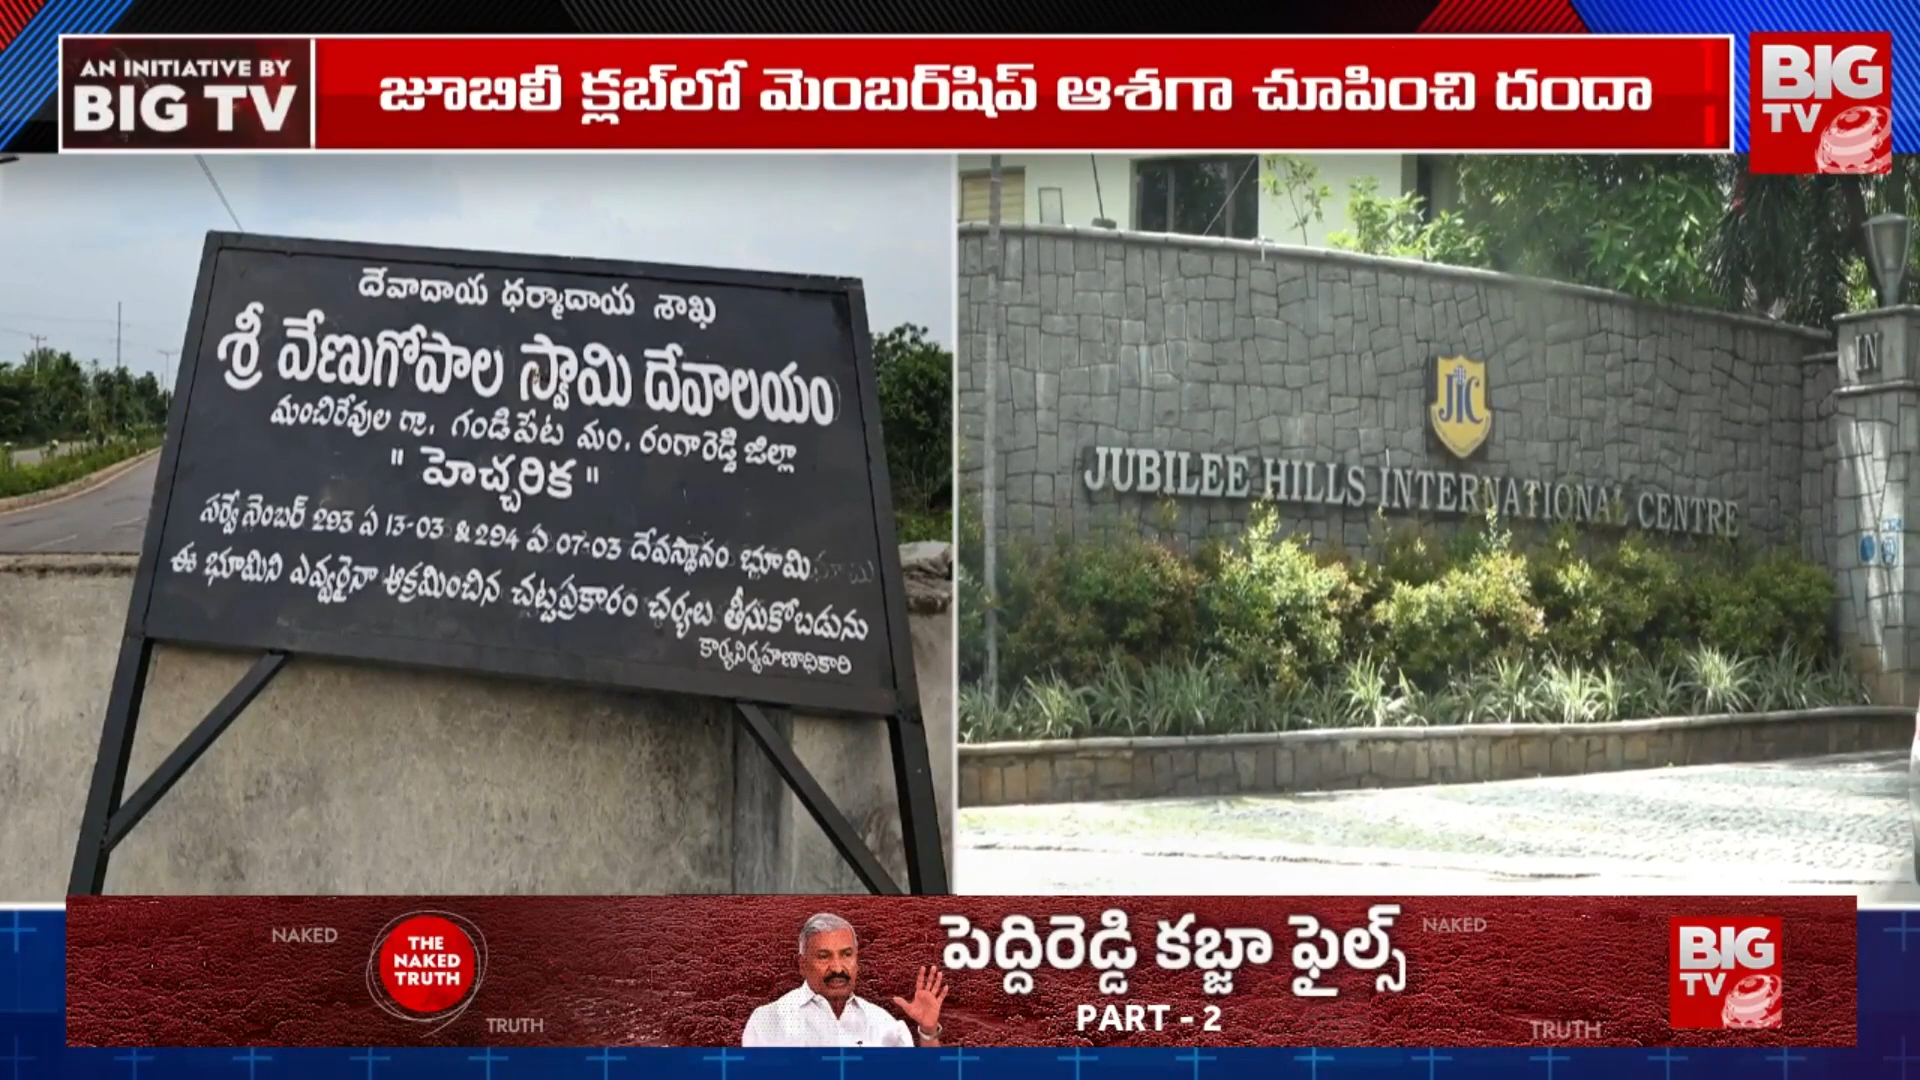 AN INITIATIVE BY
BIG TV
జూబిలీ క్లబ్‌లో మెంబర్‌షిప్ ఆశగా చూపించి దందా
BIG
TV
దేవాదాయ ధర్మాదాయ శాఖ
శ్రీ వేణుగోపాల స్వామి దేవాలయం
మంచిరేవుల గ్రా. గండిపేట మం. రంగారెడ్డి జిల్లా
" హెచ్చరిక "
సర్వే నెంబర్ 293 ఏ 13-03 & 294 ఏ 07-03 దేవస్థానం భూమి
ఈ భూమిని ఎవ్వరైనా ఆక్రమించిన చట్టప్రకారం చర్యలు తీసుకోబడును
కార్యనిర్వహణాధికారి
IN
JIC
JUBILEE HILLS INTERNATIONAL CENTRE
NAKED
THE
NAKED
TRUTH
TRUTH
పెద్దిరెడ్డి కబ్జా ఫైల్స్
PART - 2
NAKED
TRUTH
BIG
TV